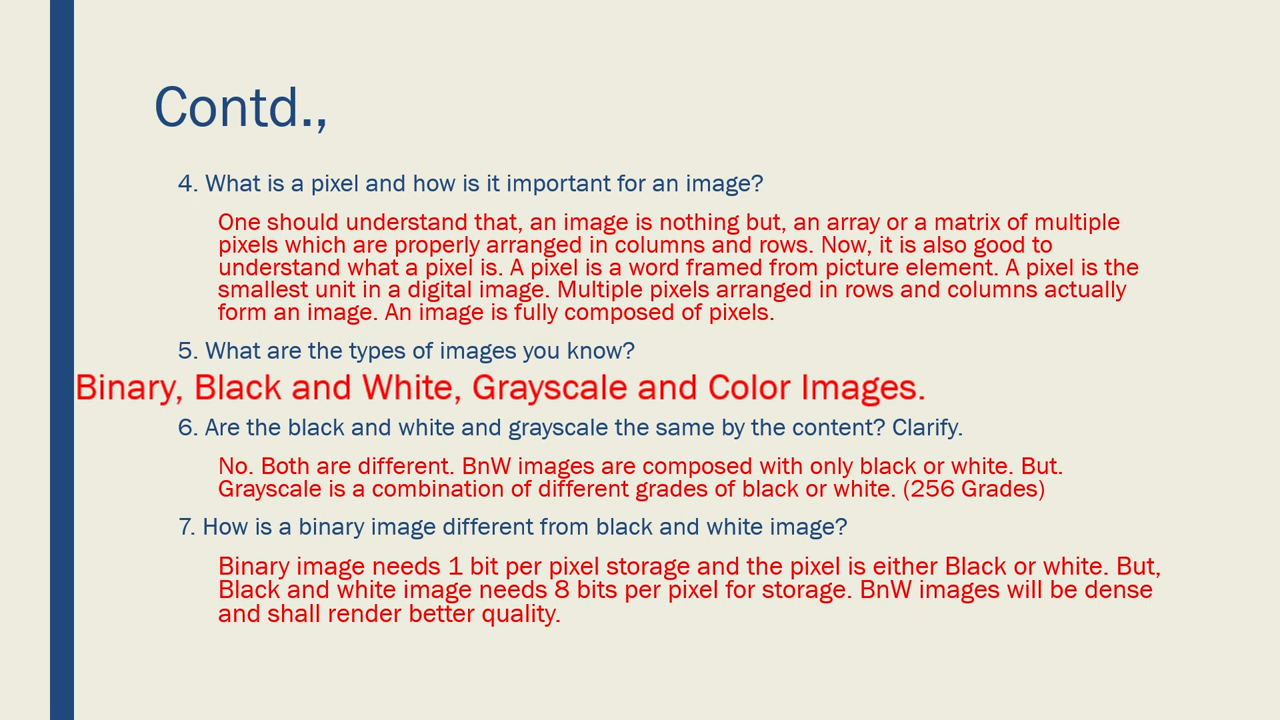 Contd.,
4. What is a pixel and how is it important for an image?
One should understand that, an image is nothing but, an array or a matrix of multiple
pixels which are properly arranged in columns and rows. Now, it is also good to
understand what a pixel is. A pixel is a word framed from picture element. A pixel is the
smallest unit in a digital image. Multiple pixels arranged in rows and columns actually
form an image. An image is fully composed of pixels.
5. What are the types of images you know?
Binary, Black and White, Grayscale and Color Images.
6. Are the black and white and grayscale the same by the content? Clarify.
No. Both are different. BnW images are composed with only black or white. But.
Grayscale is a combination of different grades of black or white. (256 Grades)
7. How is a binary image different from black and white image?
Binary image needs 1 bit per pixel storage and the pixel is either Black or white. But,
Black and white image needs 8 bits per pixel for storage. BnW images will be dense
and shall render better quality.